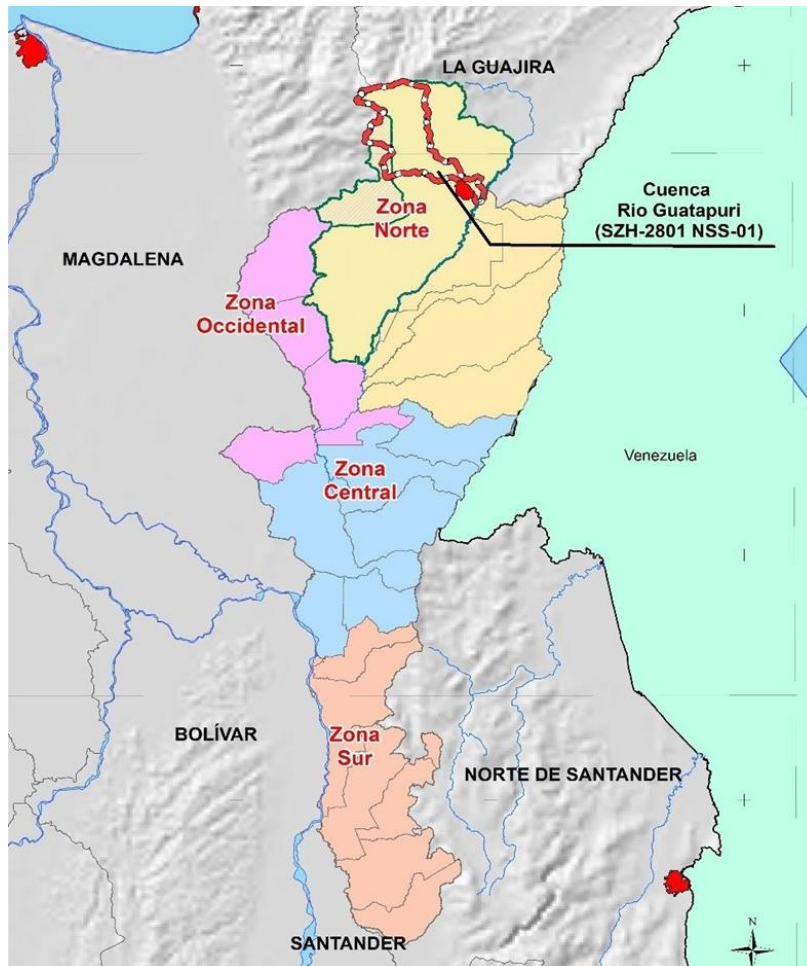 LA GUAJIRA
Cuenca
Rio Guatapuri
(SZH-2801 NSS-01)
Zona
Norte
MAGDALENA
Zona
Occidental
Venezuela
Zona
Central
BOLÍVAR
Zona
Sur
NORTE DE SANTANDER
SANTANDER
N